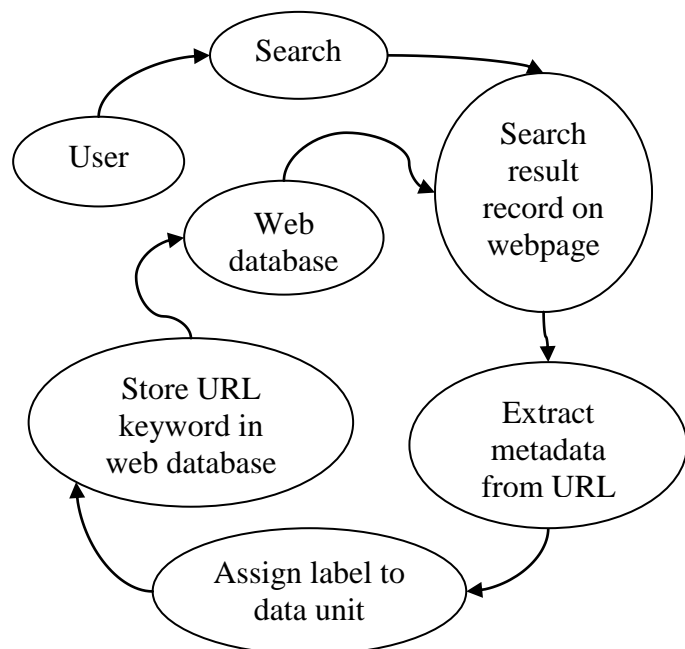 User
Search
Search
result
record on
webpage
Extract
metadata
from URL
Assign label to
data unit
Store URL
keyword in
web database
Web
database